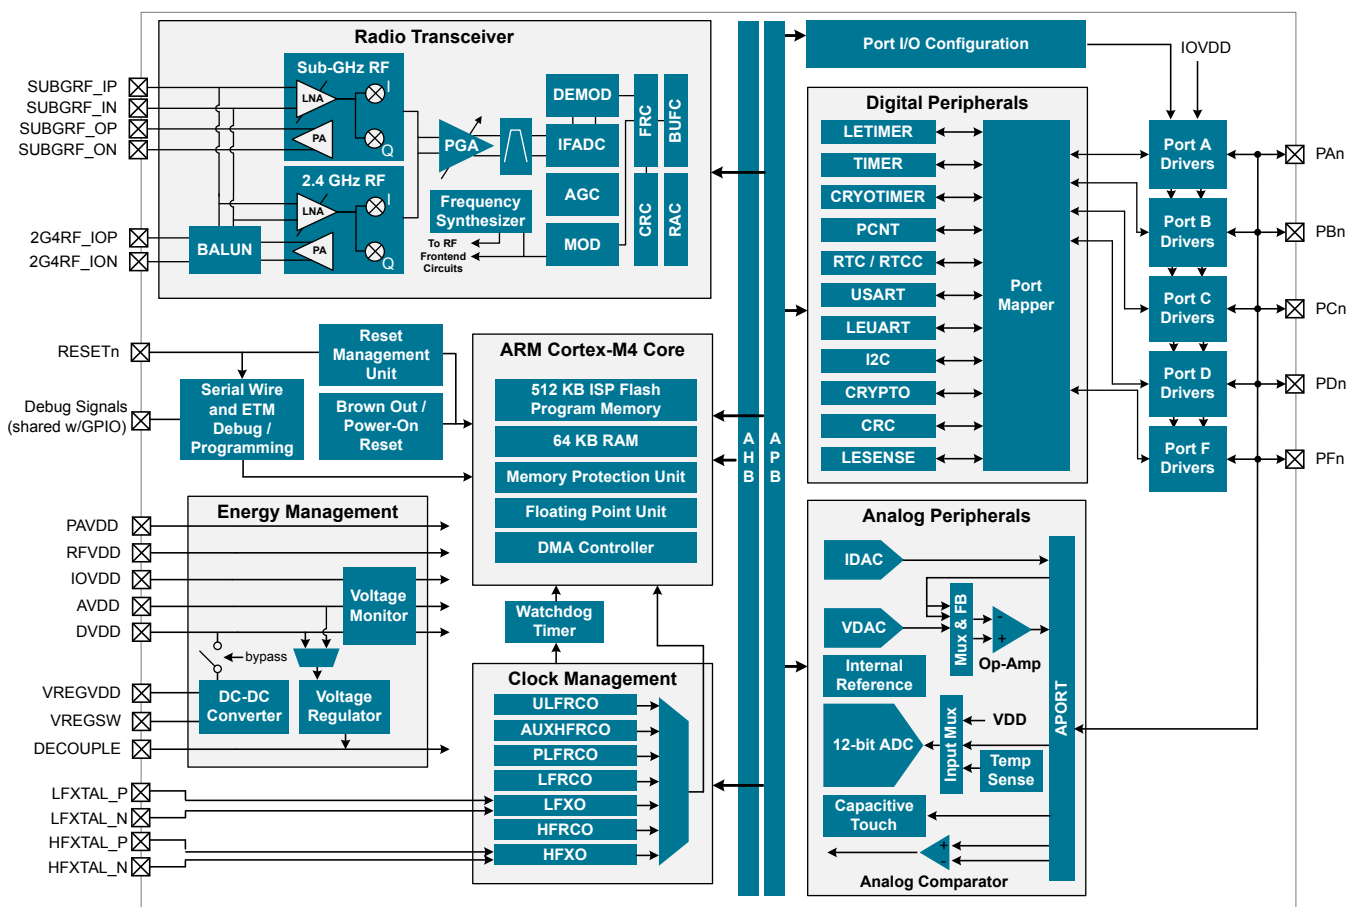 Radio Transceiver
SUBGRF_IP
SUBGRF_IN
SUBGRF_OP
SUBGRF_ON
2G4RF_IOP
2G4RF_ION
Sub-GHz RF
LNA
I
PA
Q
2.4 GHz RF
LNA
I
PA
Q
BALUN
PGA
Frequency
Synthesizer
To RF
Frontend
Circuits
DEMOD
IFADC
AGC
MOD
FRC
BUFC
CRC
RAC
RESETn
Debug Signals
(shared w/GPIO)
Reset
Management
Unit
Serial Wire
and ETM
Debug /
Programming
Brown Out /
Power-On
Reset
ARM Cortex-M4 Core
512 KB ISP Flash
Program Memory
64 KB RAM
Memory Protection Unit
Floating Point Unit
DMA Controller
Watchdog
Timer
Energy Management
PAVDD
RFVDD
IOVDD
AVDD
DVDD
VREGVDD
VREGSW
DECOUPLE
Voltage
Monitor
bypass
DC-DC
Converter
Voltage
Regulator
LFXTAL_P
LFXTAL_N
HFXTAL_P
HFXTAL_N
Clock Management
ULFRCO
AUXHFRCO
PLFRCO
LFRCO
LFXO
HFRCO
HFXO
AHB
APB
Port I/O Configuration
IOVDD
Digital Peripherals
LETIMER
TIMER
CRYOTIMER
PCNT
RTC / RTCC
USART
LEUART
I2C
CRYPTO
CRC
LESENSE
Port
Mapper
Port A
Drivers
Port B
Drivers
Port C
Drivers
Port D
Drivers
Port F
Drivers
PAn
PBn
PCn
PDn
PFn
Analog Peripherals
IDAC
VDAC
Mux & FB
-
+
Op-Amp
Internal
Reference
12-bit ADC
Input Mux
VDD
Temp
Sense
Capacitive
Touch
+
-
Analog Comparator
APORT